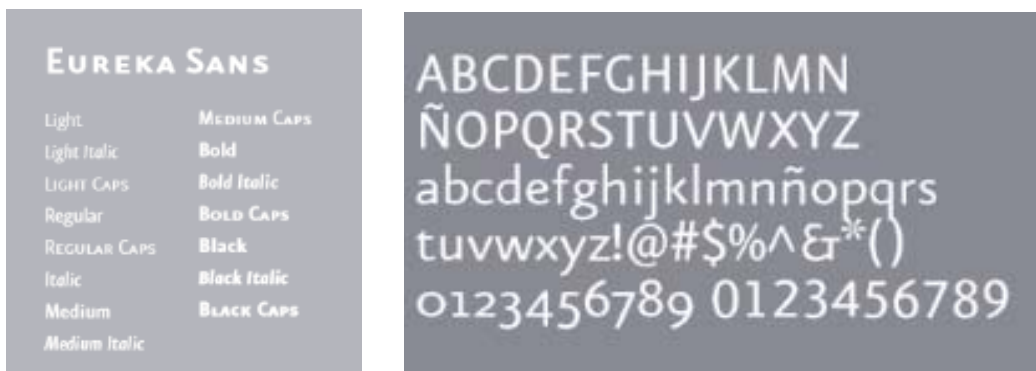 EUREKA SANS
Light
Light Italic
LIGHT CAPS
Regular
REGULAR CAPS
Italic
Medium
Medium Italic
MEDIUM CAPS
Bold
Bold Italic
BOLD CAPS
Black
Black Italic
BLACK CAPS
ABCDEFGHIJKLMN
ÑOPQRSTUVWXYZ
abcdefghijklmnñopqrs
tuvwxyz!@#$%^&*()
0123456789 0123456789